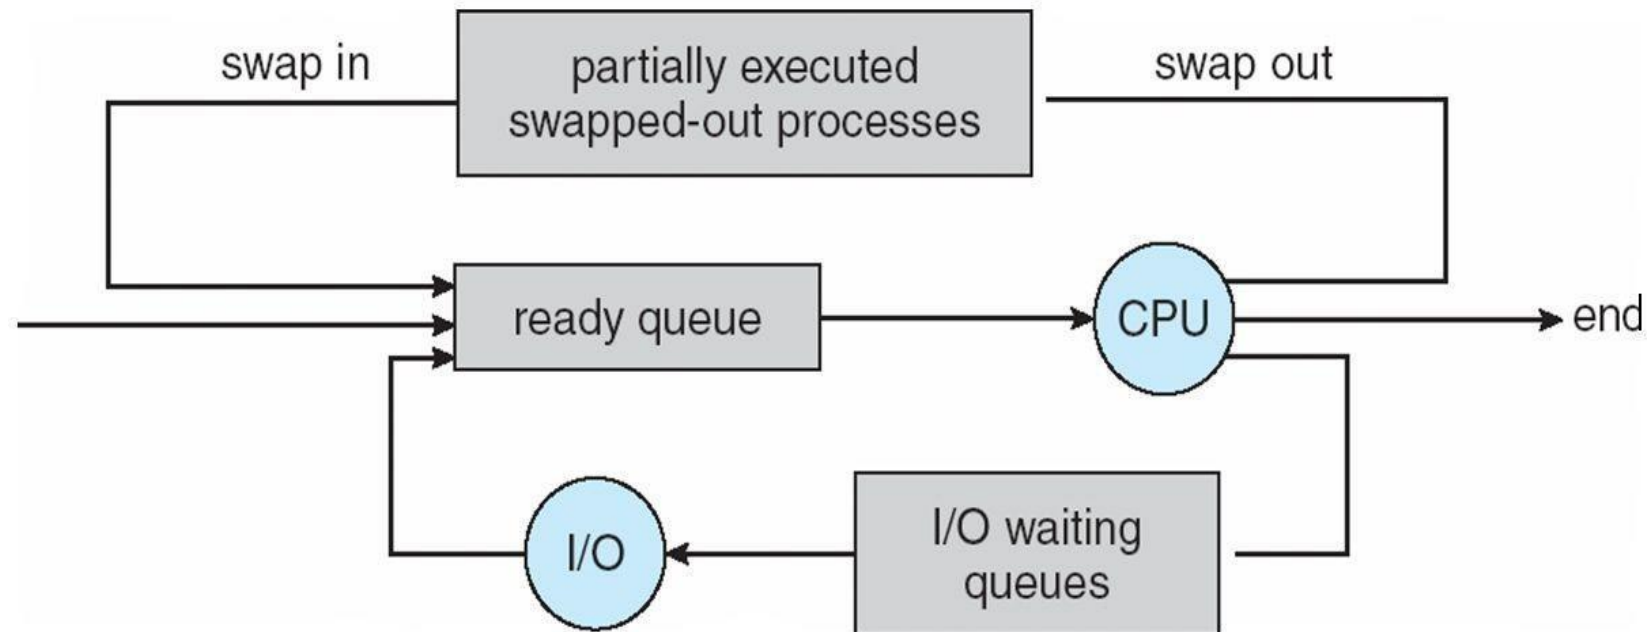 swap in
partially executed
swapped-out processes
swap out
ready queue
CPU
end
I/O
I/O waiting
queues